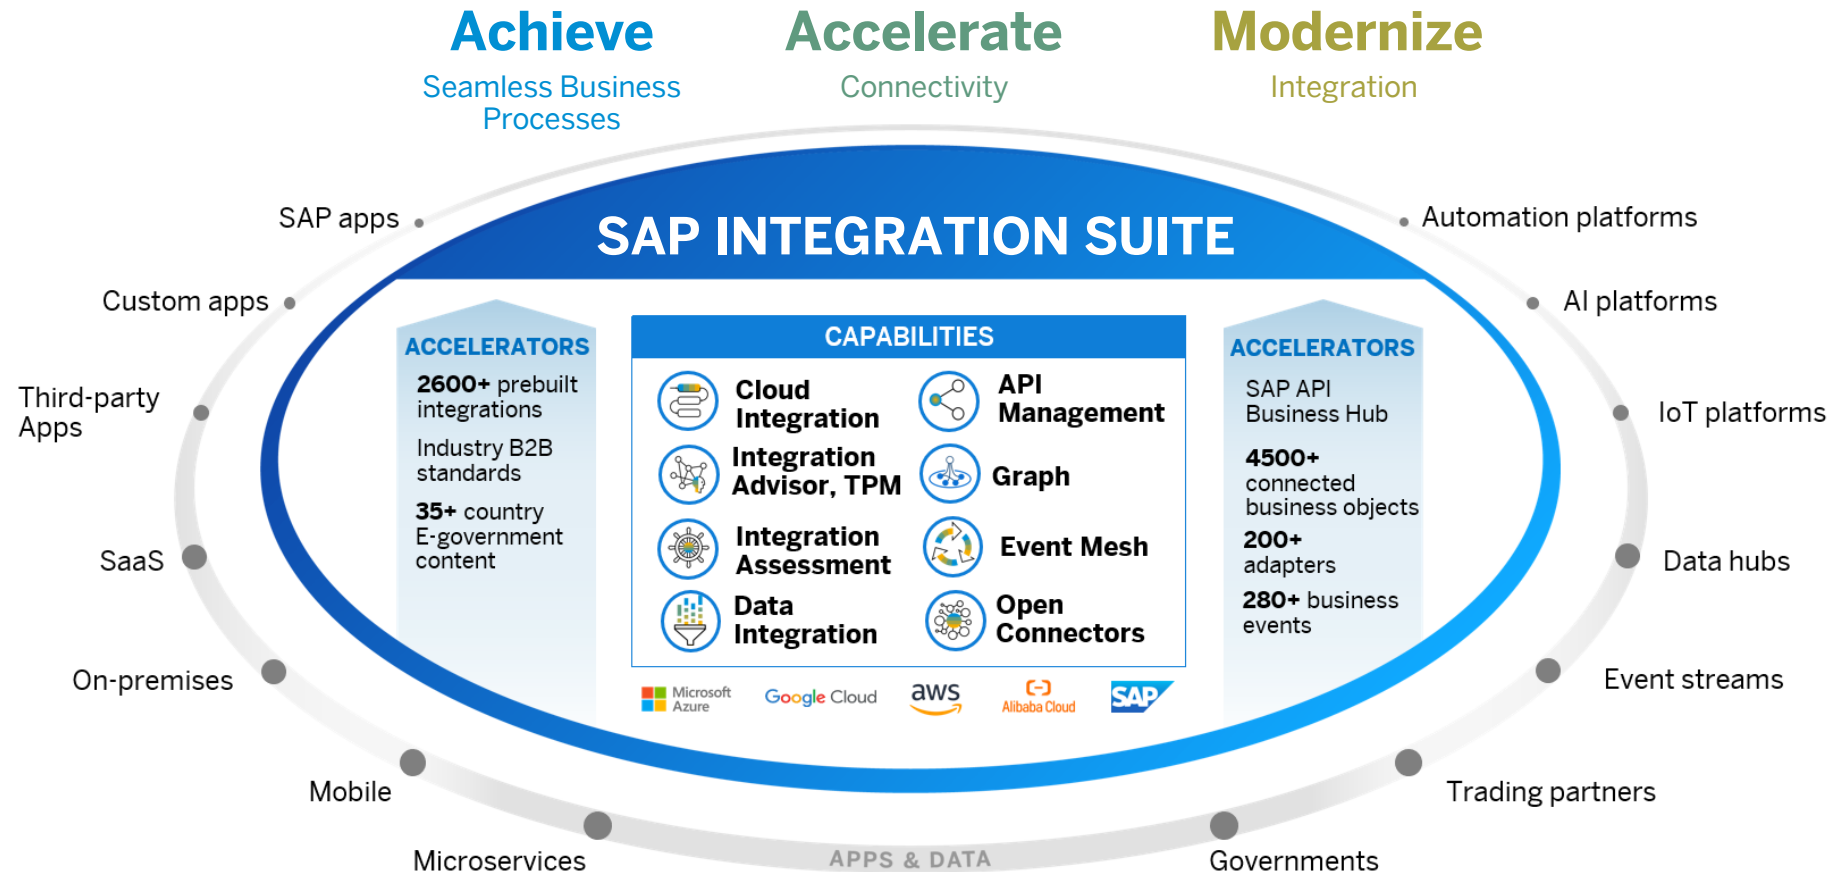 Achieve
Seamless Business
Processes
Accelerate
Connectivity
Modernize
Integration
SAP INTEGRATION SUITE
SAP apps
Custom apps
Third-party
Apps
SaaS
On-premises
Mobile
Microservices
ACCELERATORS
2600+ prebuilt
integrations
Industry B2B
standards
35+ country
E-government
content
CAPABILITIES
Cloud
Integration
API
Management
Integration
Advisor, TPM
Graph
Integration
Assessment
Event Mesh
Data
Integration
Open
Connectors
Microsoft
Azure
Google Cloud
aws
Alibaba Cloud
SAP
ACCELERATORS
SAP API
Business Hub
4500+
connected
business objects
200+
adapters
280+ business
events
Automation platforms
AI platforms
IoT platforms
Data hubs
Event streams
Trading partners
Governments
APPS & DATA